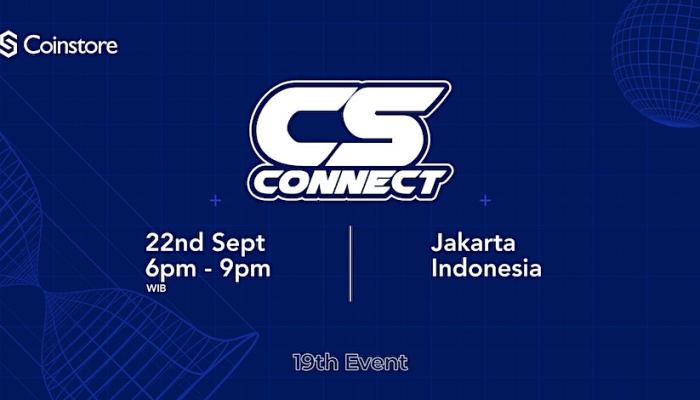 Coinstore
CS
CONNECT
22nd Sept
6pm - 9pm
WIB
Jakarta
Indonesia
19th Event